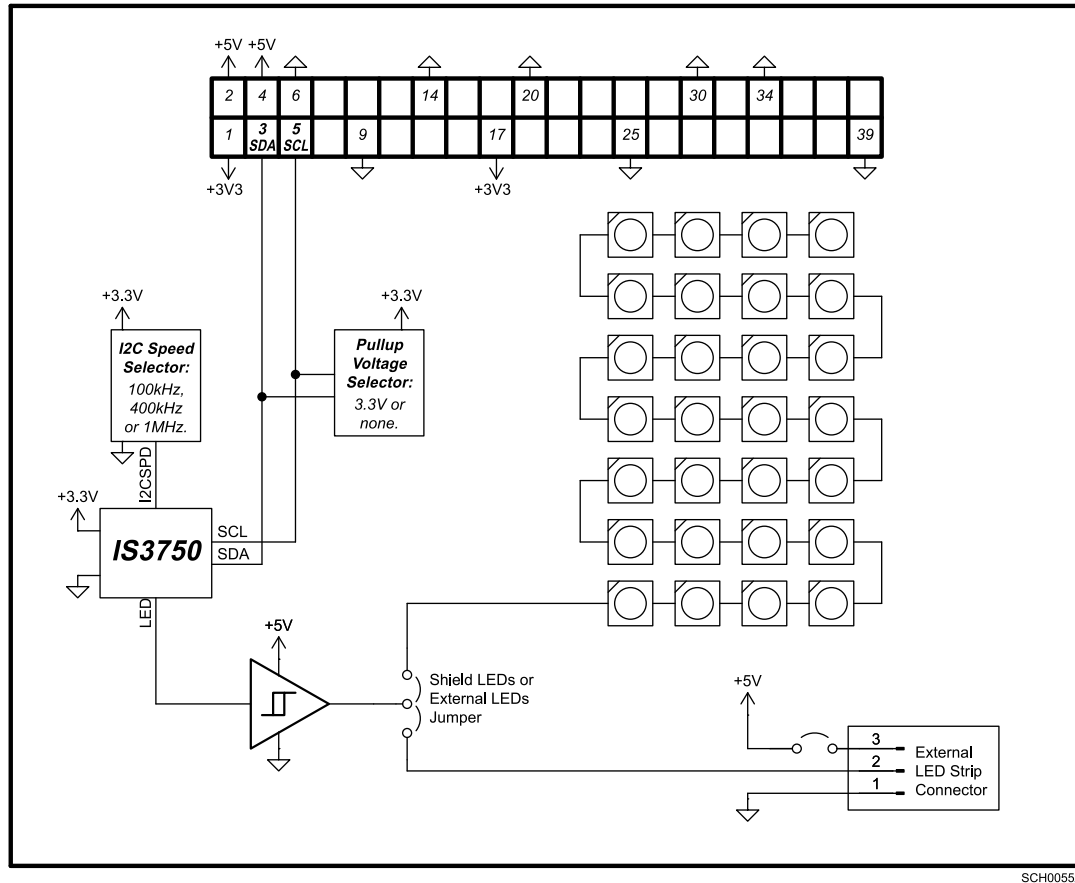 +5V +5V
2 4 6 14 20 30 34
1 3 5 9 17 25 39
SDA SCL
+3V3 +3V3
+3.3V +3.3V
I2C Speed
Selector:
100kHz,
400kHz
or 1MHz.
Pullup
Voltage
Selector:
3.3V or
none.
I2CSPD
+3.3V
IS3750
SCL
SDA
LED
+5V
Shield LEDs or
External LEDs
Jumper
+5V
3
2
1
External
LED Strip
Connector
SCH0055